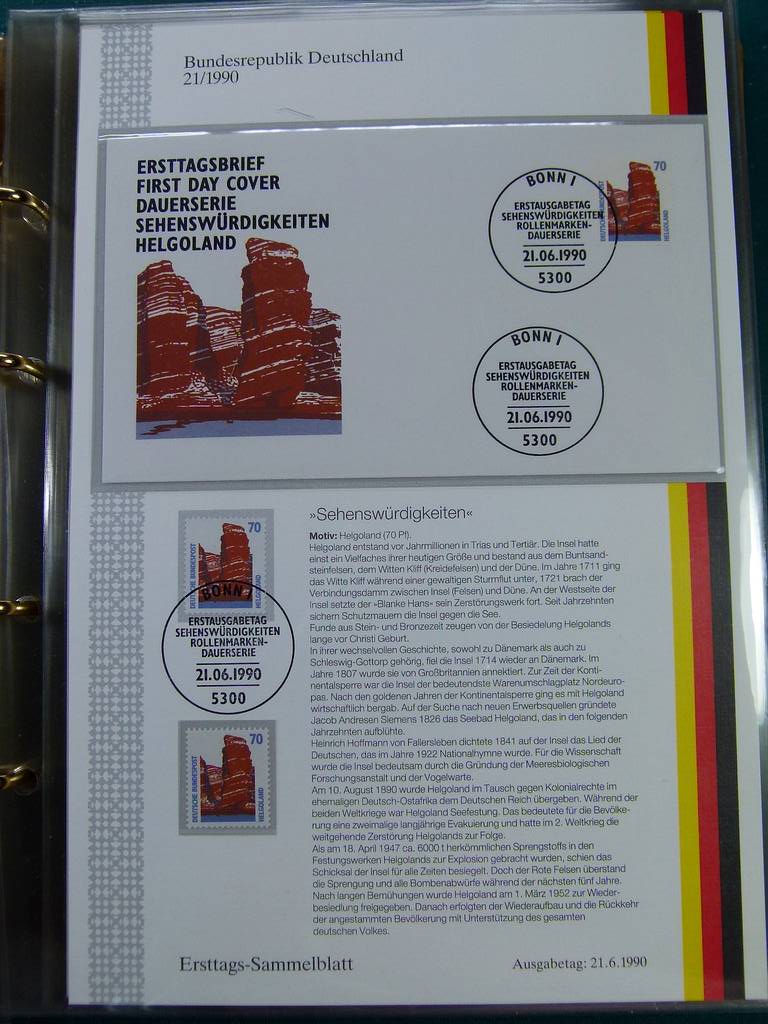 Bundesrepublik Deutschland
21/1990
ERSTTAGSBRIEF
FIRST DAY COVER
DAUERSERIE
SEHENSWÜRDIGKEITEN
HELGOLAND
BONN 1
ERSTAUSGABETAG
SEHENSWÜRDIGKEITEN
ROLLENMARKEN-
DAUERSERIE
21.06.1990
5300
70
DEUTSCHE BUNDESPOST
HELGOLAND
BONN 1
ERSTAUSGABETAG
SEHENSWÜRDIGKEITEN
ROLLENMARKEN-
DAUERSERIE
21.06.1990
5300
70
DEUTSCHE BUNDESPOST
HELGOLAND
BONN 1
ERSTAUSGABETAG
SEHENSWÜRDIGKEITEN
ROLLENMARKEN-
DAUERSERIE
21.06.1990
5300
70
DEUTSCHE BUNDESPOST
HELGOLAND
»Sehenswürdigkeiten«
Motiv: Helgoland (70 Pf).
Helgoland entstand vor Jahrmillionen in Trias und Tertiär. Die Insel hatte
einst ein Vielfaches ihrer heutigen Größe und bestand aus dem Buntsand-
steinfelsen, dem Witten Kliff (Kreidefelsen) und der Düne. Im Jahre 1711 ging
das Witte Kliff während einer gewaltigen Sturmflut unter, 1721 brach der
Verbindungsdamm zwischen Insel (Felsen) und Düne. An der Westseite der
Insel setzte der »Blanke Hans« sein Zerstörungswerk fort. Seit Jahrzehnten
sichern Schutzmauern die Insel gegen die See.
Funde aus Stein- und Bronzezeit zeugen von der Besiedelung Helgolands
lange vor Christi Geburt.
In ihrer wechselvollen Geschichte, sowohl zu Dänemark als auch zu
Schleswig-Gottorp gehörig, fiel die Insel 1714 wieder an Dänemark. Im
Jahre 1807 wurde sie von Großbritannien annektiert. Zur Zeit der Konti-
nentalsperre war die Insel der bedeutendste Warenumschlagplatz Nordeuro-
pas. Nach den goldenen Jahren der Kontinentalsperre ging es mit Helgoland
wirtschaftlich bergab. Auf der Suche nach neuen Erwerbsquellen gründete
Jacob Andresen Siemens 1826 das Seebad Helgoland, das in den folgenden
Jahrzehnten aufblühte.
Heinrich Hoffmann von Fallersleben dichtete 1841 auf der Insel das Lied der
Deutschen, das im Jahre 1922 Nationalhymne wurde. Für die Wissenschaft
wurde die Insel bedeutsam durch die Gründung der Meeresbiologischen
Forschungsanstalt und der Vogelwarte.
Am 10. August 1890 wurde Helgoland im Tausch gegen Kolonialrechte im
ehemaligen Deutsch-Ostafrika dem Deutschen Reich übergeben. Während der
beiden Weltkriege war Helgoland Seefestung. Das bedeutete für die Bevölke-
rung eine zweimalige langjährige Evakuierung und hatte im 2. Weltkrieg die
weitgehende Zerstörung Helgolands zur Folge.
Als am 18. April 1947 ca. 6000 t herkömmlichen Sprengstoffs in den
Festungswerken Helgolands zur Explosion gebracht wurden, schien das
Schicksal der Insel für alle Zeiten besiegelt. Doch der Rote Felsen überstand
die Sprengung und alle Bombenabwürfe während der nächsten fünf Jahre.
Nach langen Bemühungen wurde Helgoland am 1. März 1952 zur Wieder-
besiedlung freigegeben. Danach erfolgten der Wiederaufbau und die Rückkehr
der angestammten Bevölkerung mit Unterstützung des gesamten
deutschen Volkes.
Ersttags-Sammelblatt
Ausgabetag: 21.6.1990